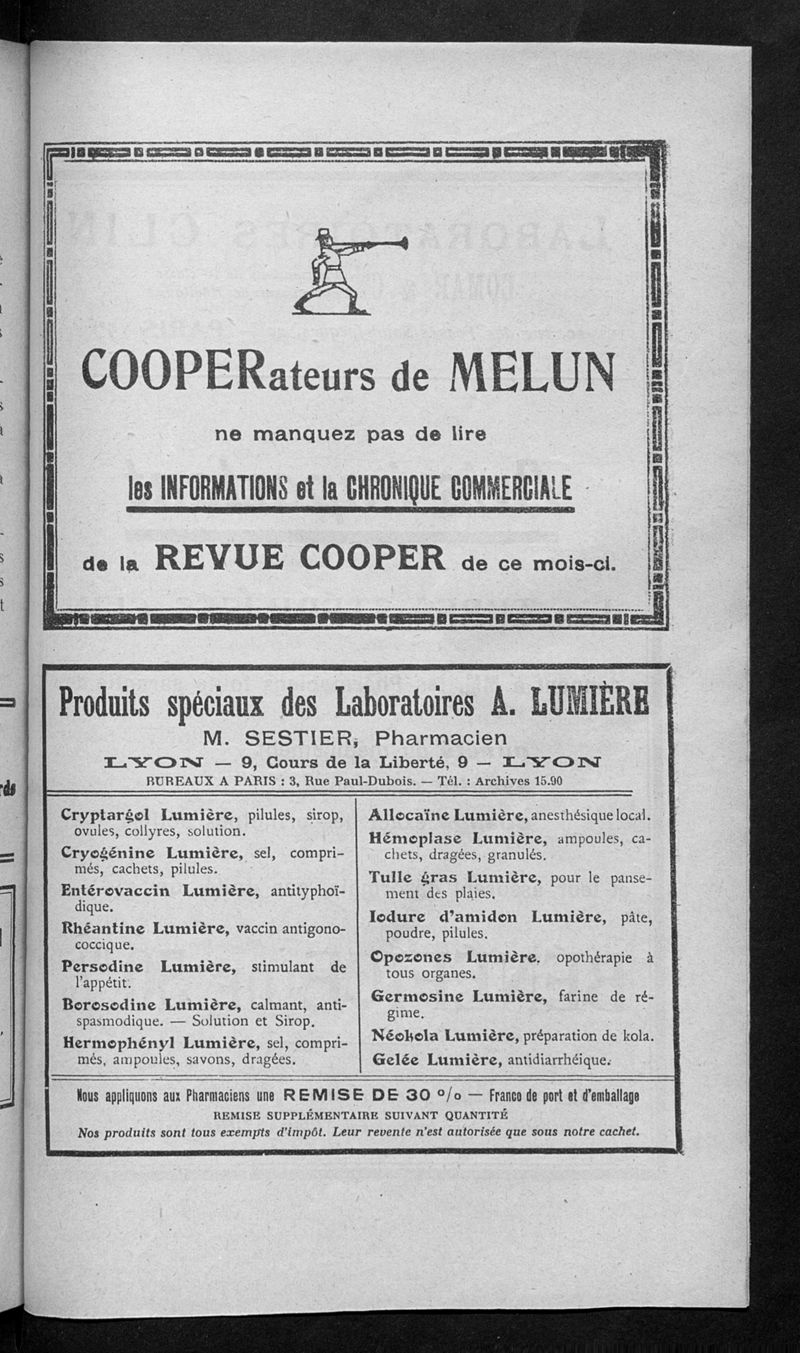 COOPERateurs de MELUN
ne manquez pas de lire
les INFORMATIONS et la CHRONIQUE COMMERCIALE
de la REVUE COOPER de ce mois-ci.
Produits spéciaux des Laboratoires A. LUMIÈRE
M. SESTIER, Pharmacien
LYON — 9, Cours de la Liberté, 9 — LYON
BUREAUX A PARIS : 3, Rue Paul-Dubois. — Tél. : Archives 15.90
Cryptargol Lumière, pilules, sirop,
ovules, collyres, solution.
Cryogénine Lumière, sel, compri-
més, cachets, pilules.
Entérovaccin Lumière, antityphoï-
dique.
Rhéantine Lumière, vaccin antigono-
coccique.
Persodine Lumière, stimulant de
l'appétit.
Borosodine Lumière, calmant, anti-
spasmodique. — Solution et Sirop.
Hermophényl Lumière, sel, compri-
més, ampoules, savons, dragées.
Allocaïne Lumière, anesthésique local.
Hémoplase Lumière, ampoules, ca-
chets, dragées, granulés.
Tulle gras Lumière, pour le panse-
ment des plaies.
Iodure d'amidon Lumière, pâte,
poudre, pilules.
Opozones Lumière. opothérapie à
tous organes.
Germosine Lumière, farine de ré-
gime.
Néokola Lumière, préparation de kola.
Gelée Lumière, antidiarrhéique.
Nous appliquons aux Pharmaciens une REMISE DE 30 % — Franco de port et d'emballage
REMISE SUPPLÉMENTAIRE SUIVANT QUANTITÉ
Nos produits sont tous exempts d'impôt. Leur revente n'est autorisée que sous notre cachet.